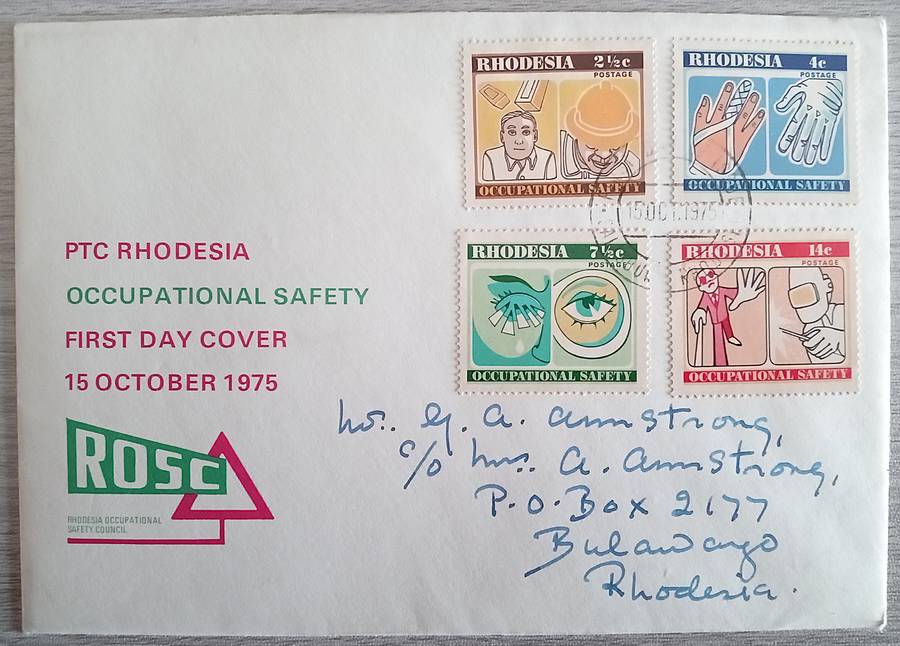 RHODESIA 2½c
POSTAGE
OCCUPATIONAL SAFETY
RHODESIA 4c
POSTAGE
OCCUPATIONAL SAFETY
15 OCT.1975
RHODESIA 7½c
POSTAGE
OCCUPATIONAL SAFETY
RHODESIA 14c
POSTAGE
OCCUPATIONAL SAFETY
PTC RHODESIA
OCCUPATIONAL SAFETY
FIRST DAY COVER
15 OCTOBER 1975
ROSC
RHODESIA OCCUPATIONAL
SAFETY COUNCIL
G. A. Armstrong,
c/o Mrs. A. Armstrong,
P.O. Box 2177
Bulawayo
Rhodesia.